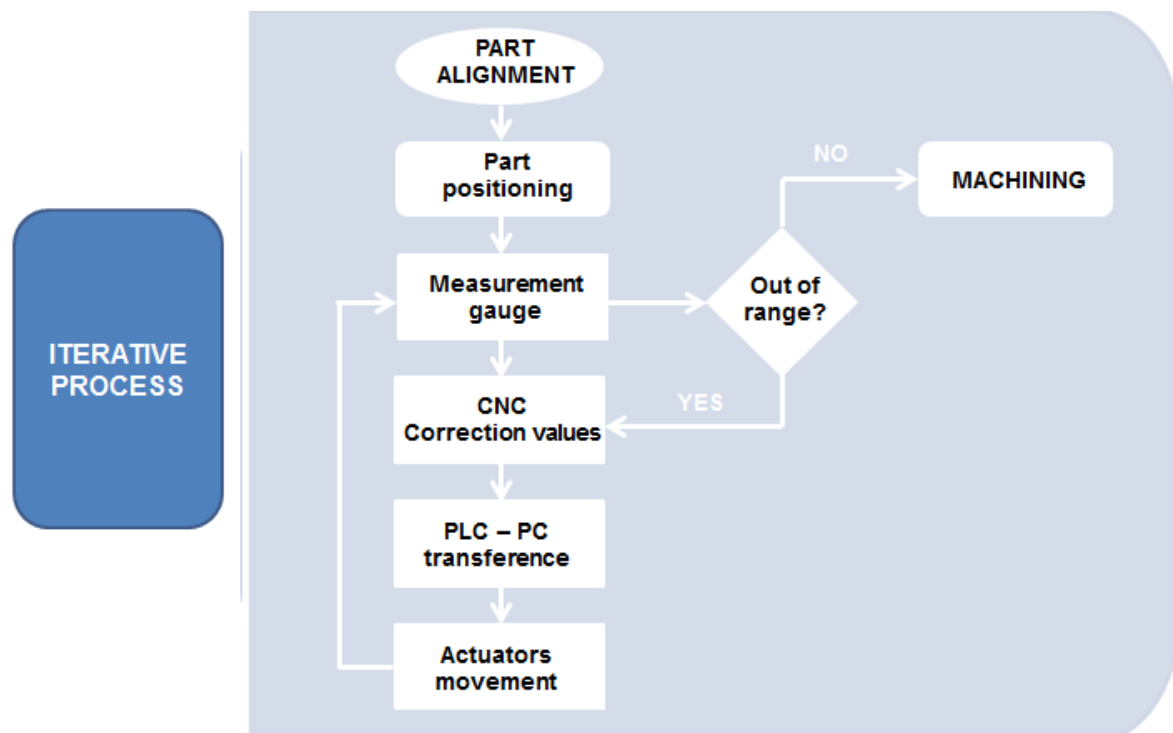 ITERATIVE
PROCESS
PART
ALIGNMENT
Part
positioning
Measurement
gauge
Out of
range?
NO
MACHINING
YES
CNC
Correction values
PLC – PC
transference
Actuators
movement